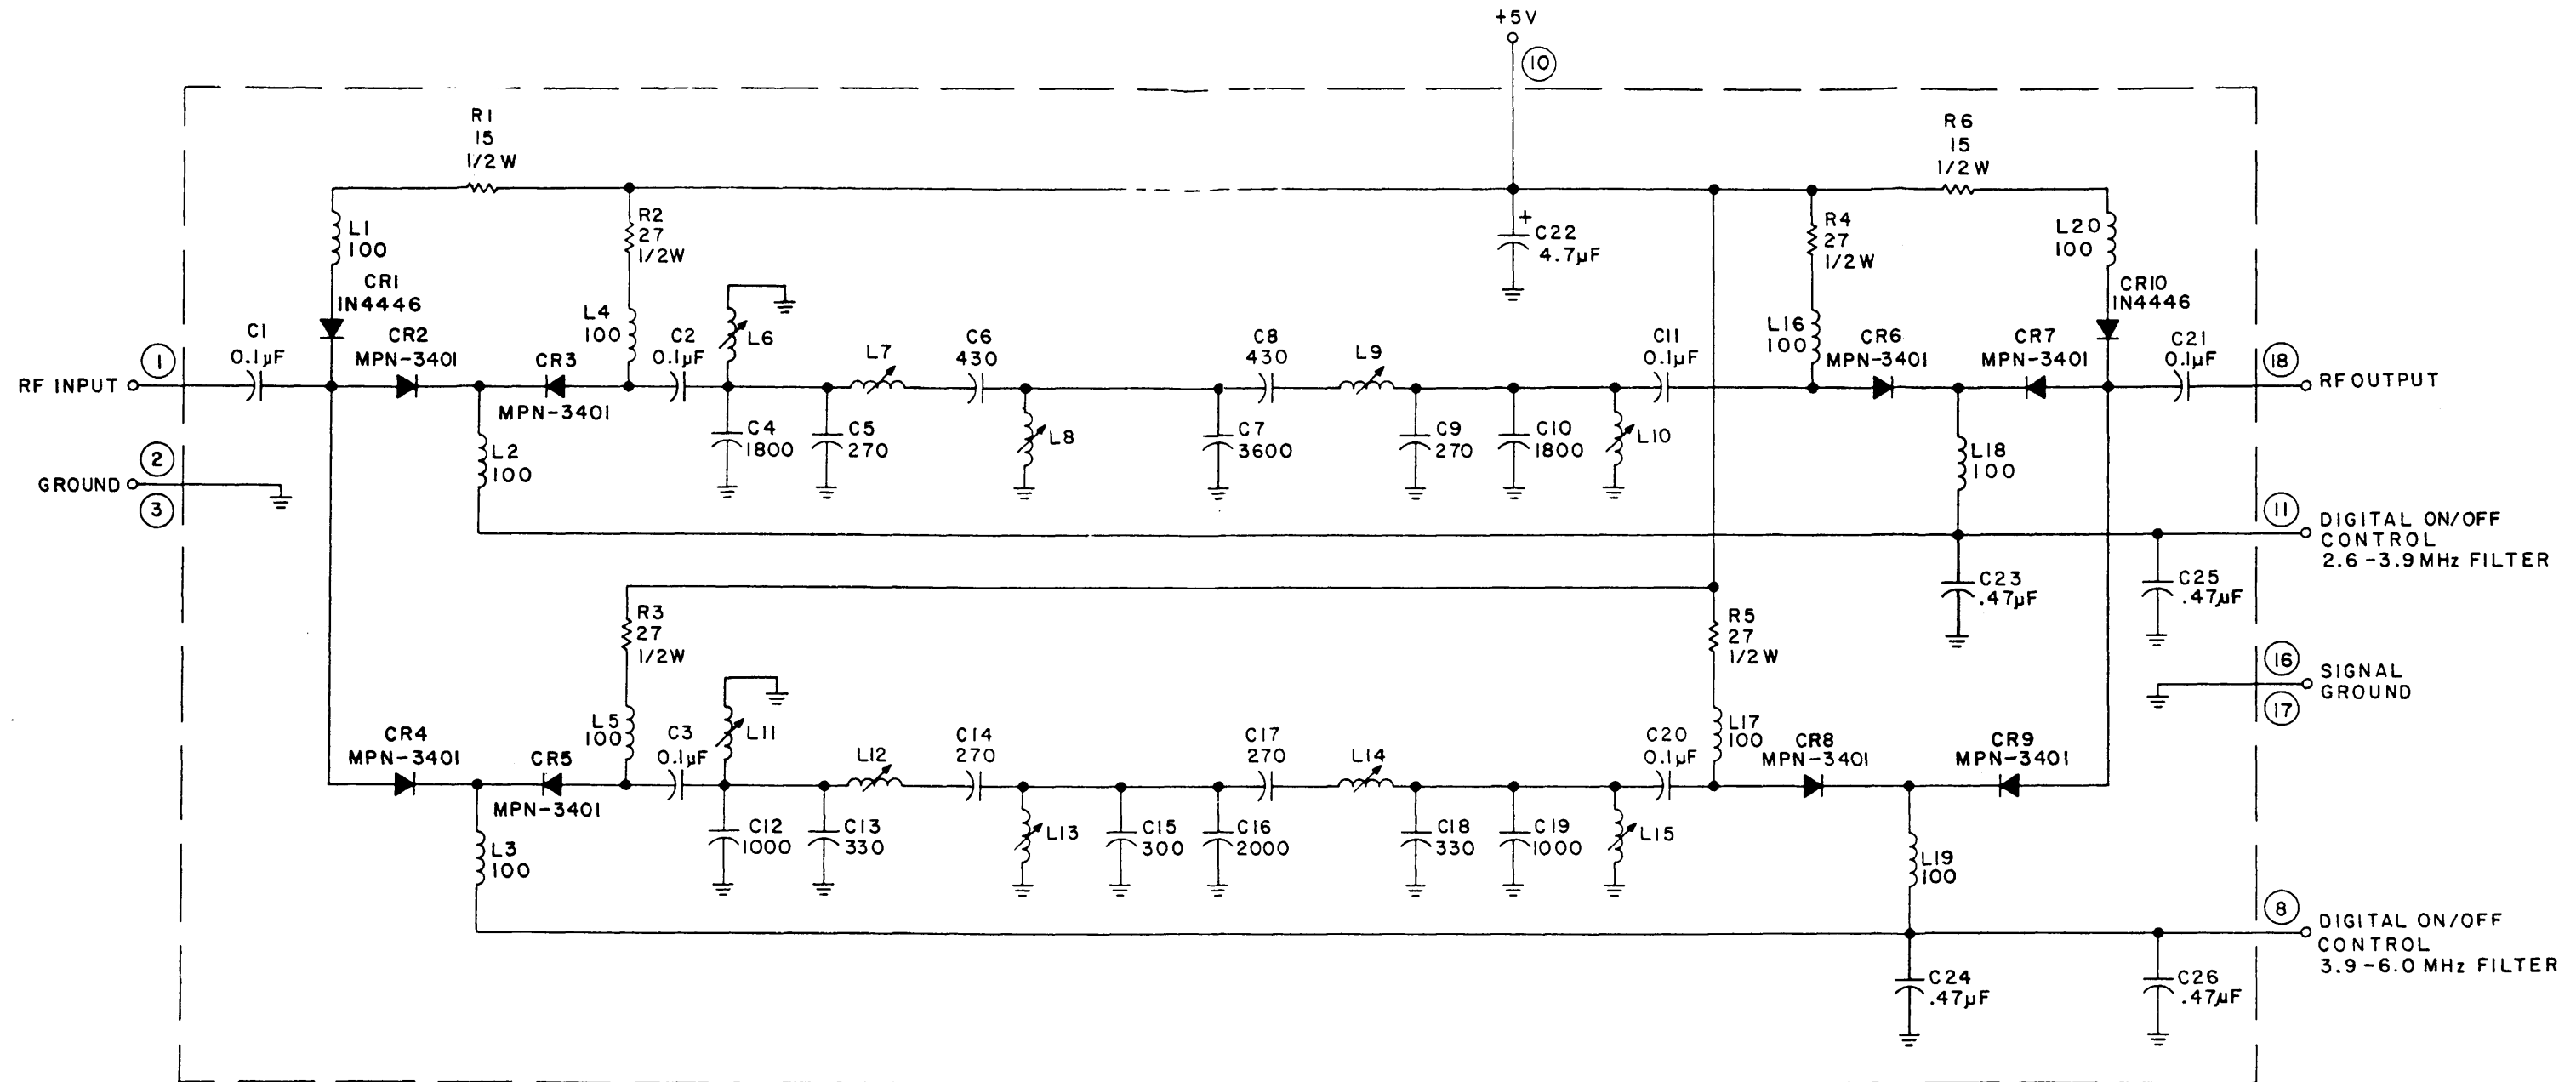 +5V
10
R1
15
1/2 W
R6
15
1/2 W
L1
100
R2
27
1/2W
+
C22
4.7µF
R4
27
1/2W
L20
100
CR1
IN4446
CR10
IN4446
L4
100
L6
L16
100
C1
0.1µF
CR2
MPN-3401
CR3
MPN-3401
C2
0.1µF
L7
C6
430
C8
430
L9
C11
0.1µF
CR6
MPN-3401
CR7
MPN-3401
C21
0.1µF
1
RF INPUT
18
RF OUTPUT
L2
100
C4
1800
C5
270
L8
C7
3600
C9
270
C10
1800
L10
L18
100
2
GROUND
3
11
DIGITAL ON/OFF
CONTROL
2.6-3.9 MHz FILTER
C23
.47µF
C25
.47µF
R3
27
1/2W
R5
27
1/2W
16
SIGNAL
GROUND
17
L5
100
L11
L17
100
CR4
MPN-3401
CR5
MPN-3401
C3
0.1µF
L12
C14
270
C17
270
L14
C20
0.1µF
CR8
MPN-3401
CR9
MPN-3401
L3
100
C12
1000
C13
330
L13
C15
300
C16
2000
C18
330
C19
1000
L15
L19
100
8
DIGITAL ON/OFF
CONTROL
3.9-6.0 MHz FILTER
C24
.47µF
C26
.47µF